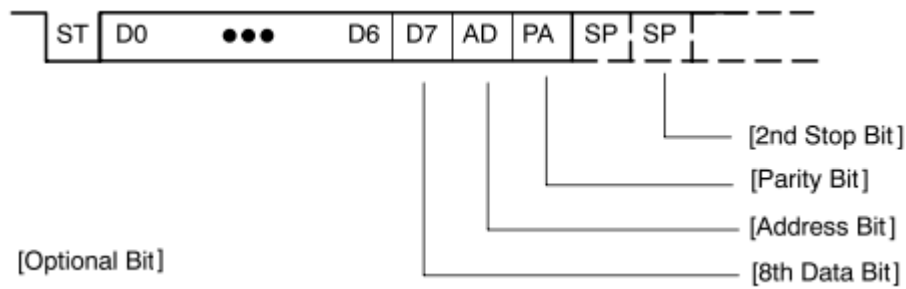 ST D0 ●●● D6 D7 AD PA SP SP
[2nd Stop Bit]
[Parity Bit]
[Address Bit]
[Optional Bit]
[8th Data Bit]